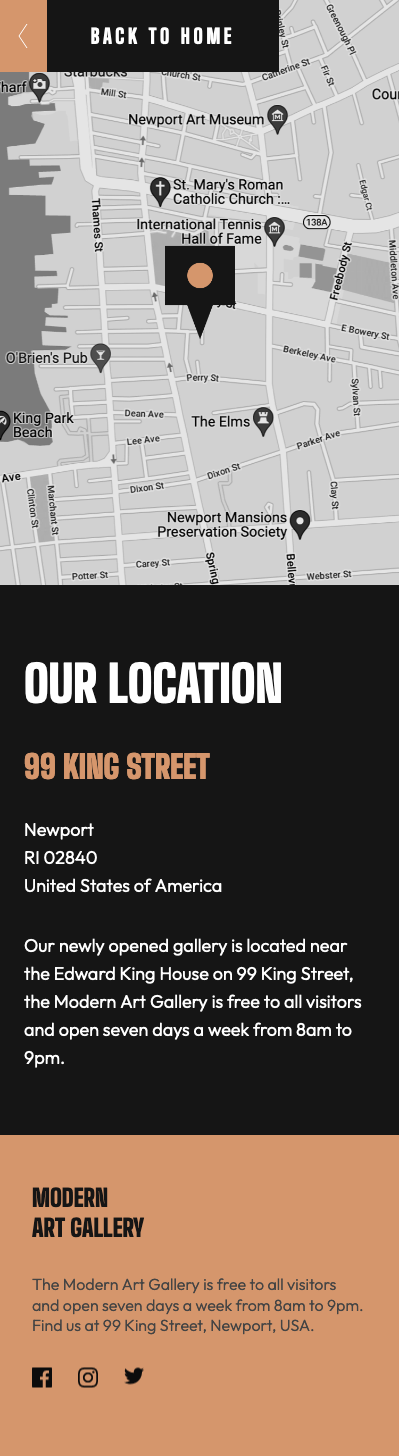 BACK TO HOME
Starbucks
harf
Church St
Catherine St
Greenough Pl
Fir St
Mill St
Cou
Newport Art Museum
St. Mary's Roman
Catholic Church :...
Edgar Ct
Thames St
International Tennis
Hall of Fame
138A
Freebody St
Middleton Ave
y St
E Bowery St
O'Brien's Pub
Berkeley Ave
Perry St
Sylvan St
King Park
Beach
Dean Ave
The Elms
Lee Ave
Parker Ave
Ave
Dixon St
Dixon St
Clinton St
Marchant St
Clay St
Newport Mansions
Preservation Society
Carey St
Spring
Bellev
Potter St
Webster St
OUR LOCATION
99 KING STREET
Newport
RI 02840
United States of America
Our newly opened gallery is located near
the Edward King House on 99 King Street,
the Modern Art Gallery is free to all visitors
and open seven days a week from 8am to
9pm.
MODERN
ART GALLERY
The Modern Art Gallery is free to all visitors
and open seven days a week from 8am to 9pm.
Find us at 99 King Street, Newport, USA.